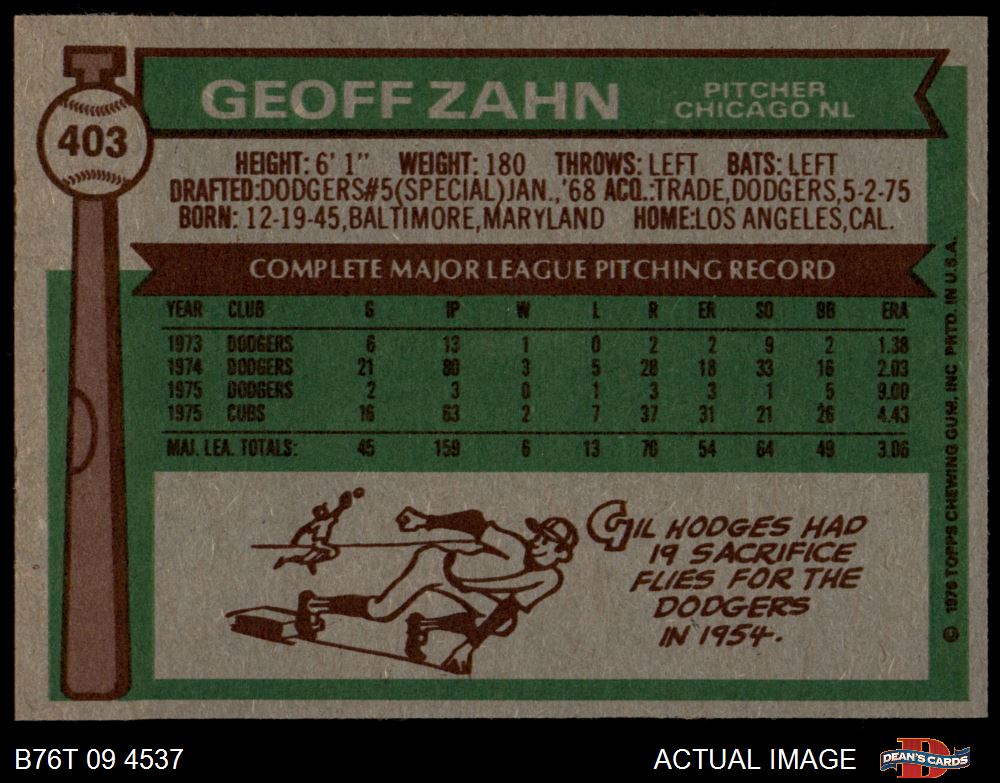 403
GEOFF ZAHN
PITCHER
CHICAGO NL
HEIGHT: 6' 1" WEIGHT: 180 THROWS: LEFT BATS: LEFT
DRAFTED:DODGERS#5(SPECIAL)JAN.,'68 ACQ.:TRADE,DODGERS,5-2-75
BORN: 12-19-45,BALTIMORE,MARYLAND HOME:LOS ANGELES,CAL.
COMPLETE MAJOR LEAGUE PITCHING RECORD
YEAR CLUB G IP W L R ER SO BB ERA
1973 DODGERS 6 13 1 0 2 2 9 2 1.38
1974 DODGERS 21 80 3 5 28 18 33 16 2.03
1975 DODGERS 2 3 0 1 3 3 1 5 9.00
1975 CUBS 16 63 2 7 37 31 21 26 4.43
MAJ. LEA. TOTALS: 45 159 6 13 70 54 64 49 3.06
GIL HODGES HAD
19 SACRIFICE
FLIES FOR THE
DODGERS
IN 1954.
© 1976 TOPPS CHEWING GUM, INC PRTD. IN U.S.A.
B76T 09 4537
ACTUAL IMAGE
D
DEAN'S CARDS